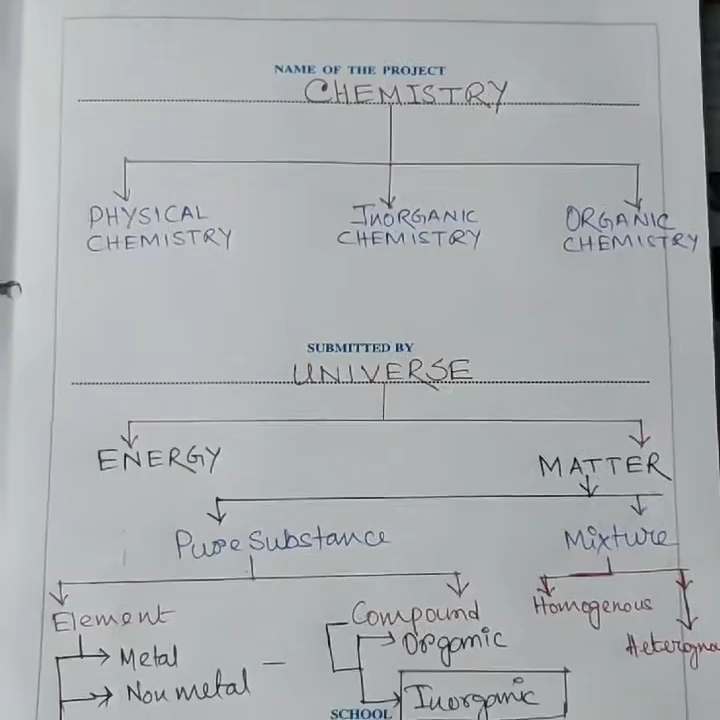 NAME OF THE PROJECT
CHEMISTRY
PHYSICAL CHEMISTRY
INORGANIC CHEMISTRY
ORGANIC CHEMISTRY
SUBMITTED BY
UNIVERSE
ENERGY
MATTER
Pure Substance
Mixture
Element
Compound
Homogenous
Organic
Metal
Non metal
Inorganic
SCHOOL